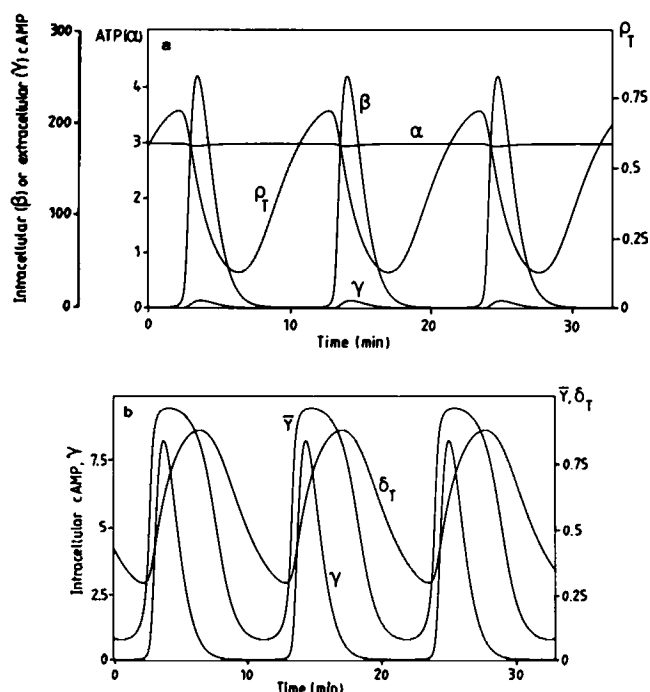 Intracellular (β) or extracellular (γ) cAMP
300
200
100
0
ATP(α)
4
3
2
1
0
a
β
α
ρT
γ
ρT
0.75
0.5
0.25
0
0
10
20
30
Time (min)
b
Intracellular cAMP, γ
7.5
5
2.5
0
Ȳ
δT
γ
Ȳ, δT
0.75
0.5
0.25
0
0
10
20
30
Time (min)